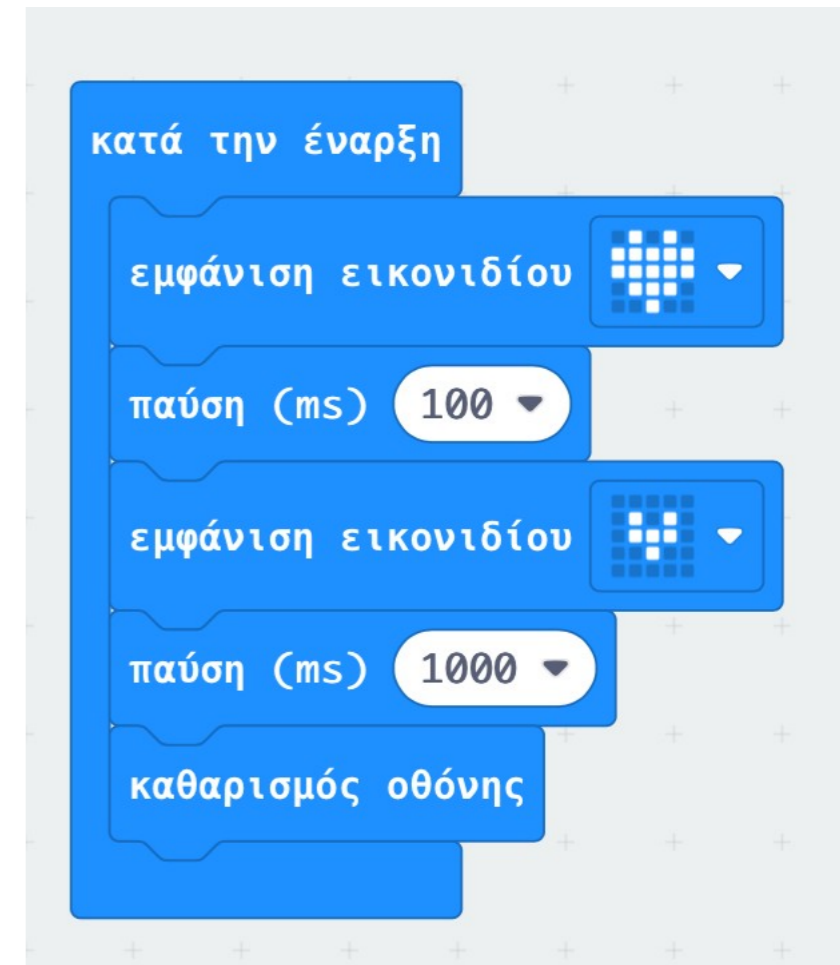 κατά την έναρξη
εμφάνιση εικονιδίου
παύση (ms) 100
εμφάνιση εικονιδίου
παύση (ms) 1000
καθαρισμός οθόνης